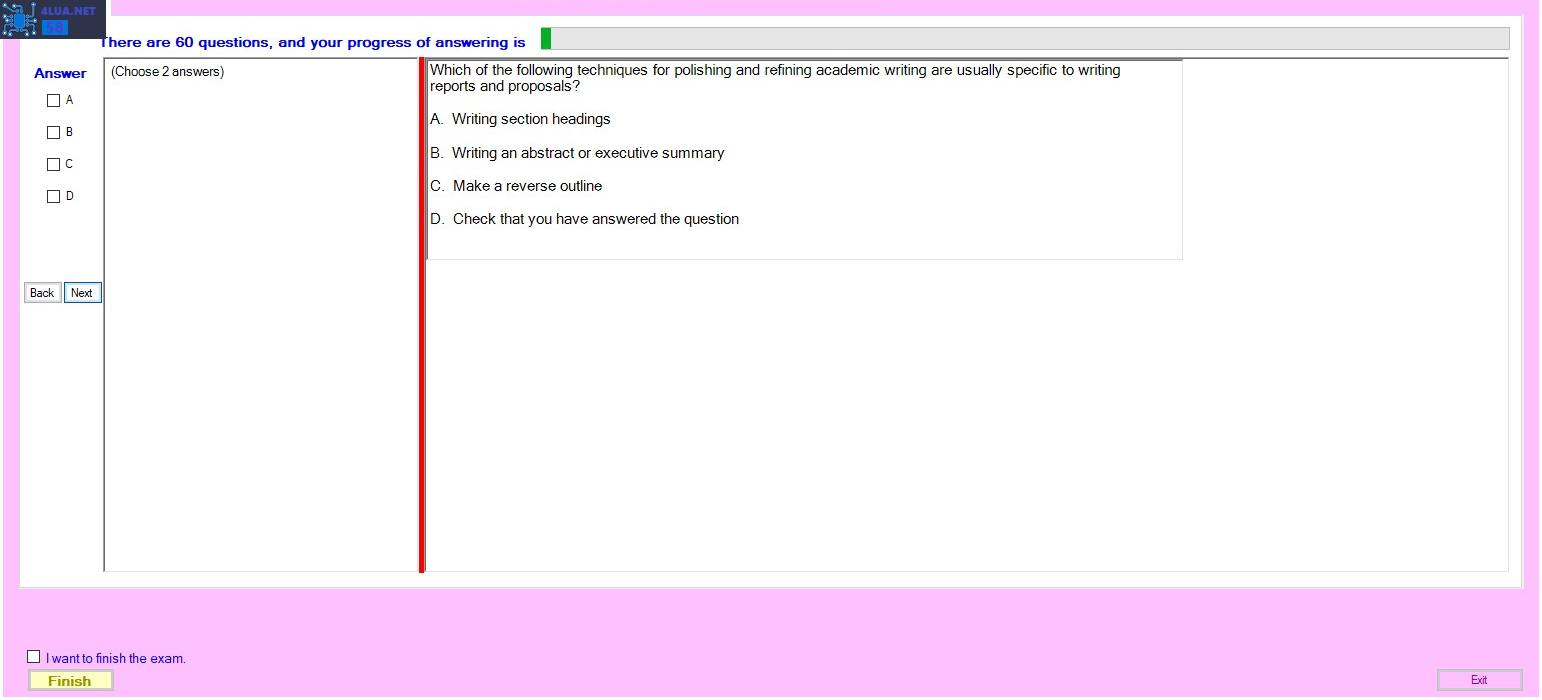 4LUA.NET
58
There are 60 questions, and your progress of answering is
Answer
(Choose 2 answers)
A
B
C
D
Back Next
Which of the following techniques for polishing and refining academic writing are usually specific to writing
reports and proposals?
A. Writing section headings
B. Writing an abstract or executive summary
C. Make a reverse outline
D. Check that you have answered the question
I want to finish the exam.
Finish
Exit